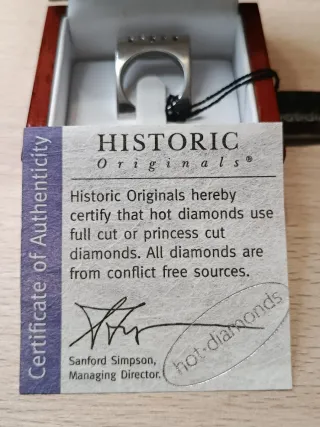 Certificate of Authenticity
HISTORIC
Originals®
Historic Originals hereby
certify that hot diamonds use
full cut or princess cut
diamonds. All diamonds are
from conflict free sources.
Sanford Simpson,
Managing Director.
hot-diamonds